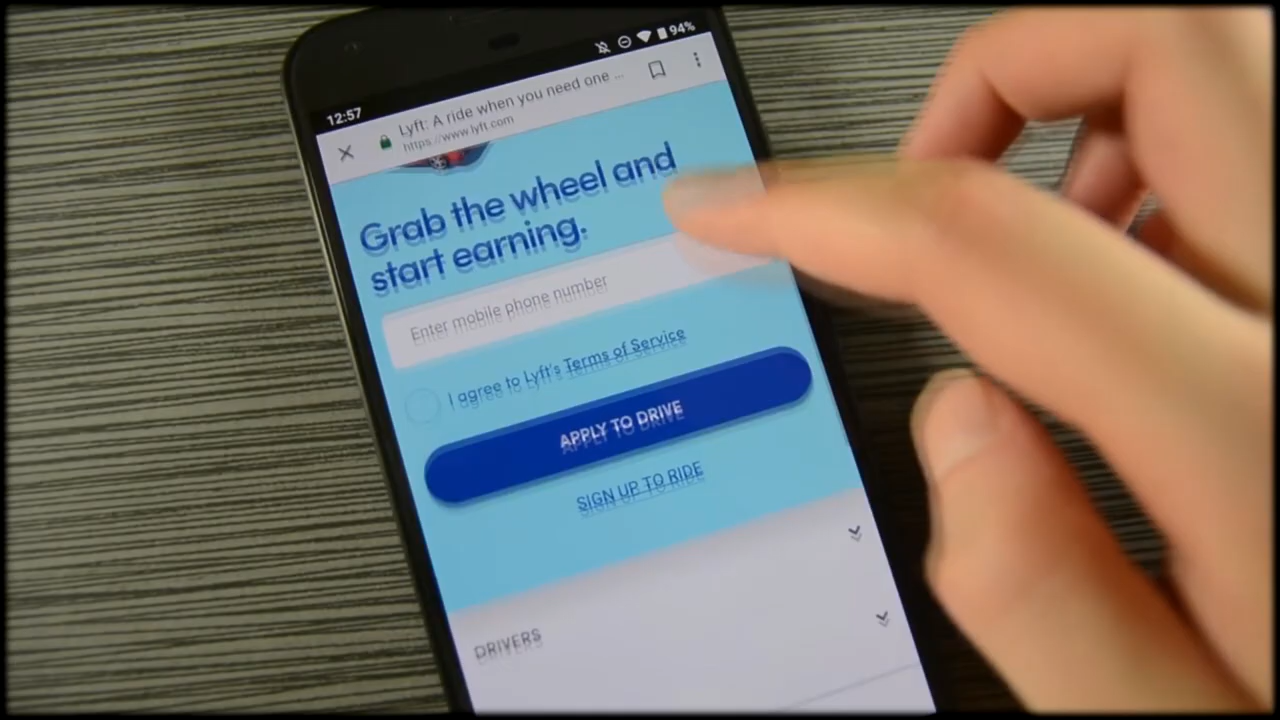 94%
12:57
Lyft: A ride when you need one ...
https://www.lyft.com
Grab the wheel and
start earning.
Enter mobile phone number
I agree to Lyft's Terms of Service
APPLY TO DRIVE
SIGN UP TO RIDE
DRIVERS